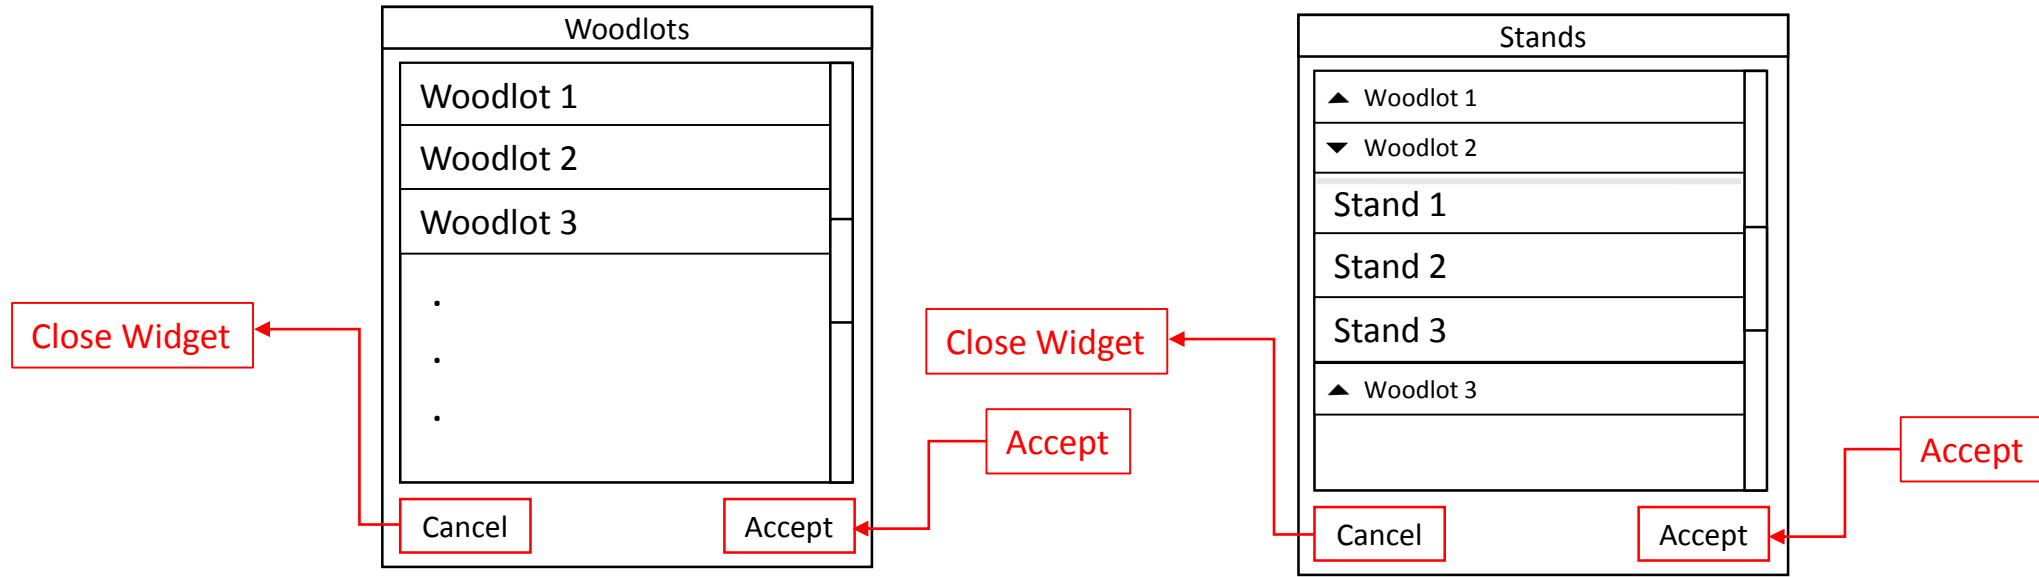 Woodlots
Woodlot 1
Woodlot 2
Woodlot 3
.
.
.
Close Widget
Accept
Cancel
Accept
Stands
Woodlot 1
Woodlot 2
Stand 1
Stand 2
Stand 3
Woodlot 3
Close Widget
Accept
Cancel
Accept